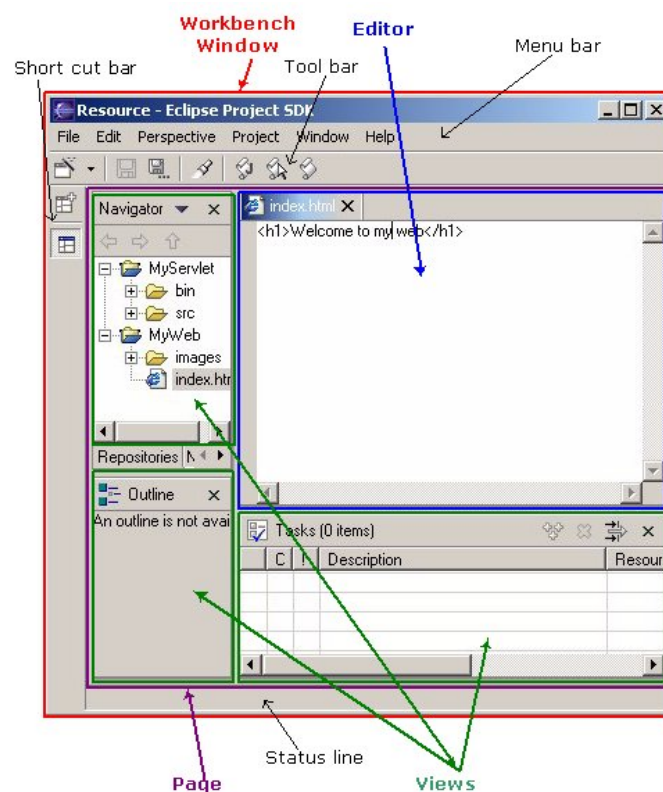 Workbench
Window
Editor
Menu bar
Short cut bar
Tool bar
Resource - Eclipse Project SDK
File Edit Perspective Project Window Help
Navigator
index.html
<h1>Welcome to my web</h1>
MyServlet
bin
src
MyWeb
images
index.htm
Repositories
Outline
An outline is not avai
Tasks (0 items)
C ! Description Resour
Status line
Page
Views